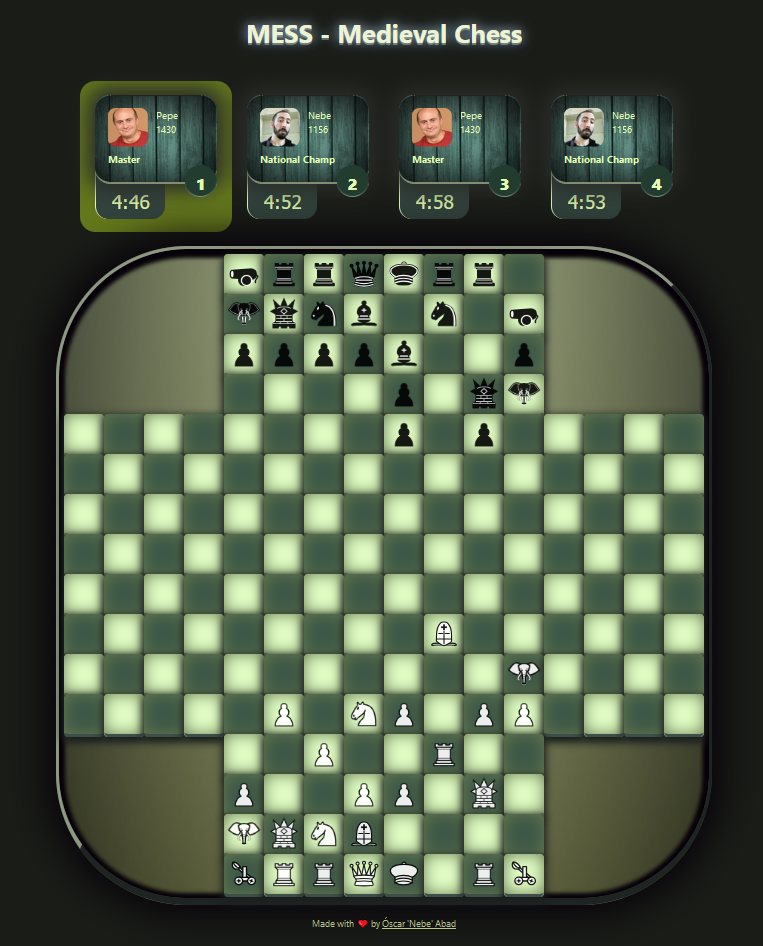 MESS - Medieval Chess
Pepe
1430
Master
1
4:46
Nebe
1156
National Champ
2
4:52
Pepe
1430
Master
3
4:58
Nebe
1156
National Champ
4
4:53
Made with ❤️ by Óscar 'Nebe' Abad